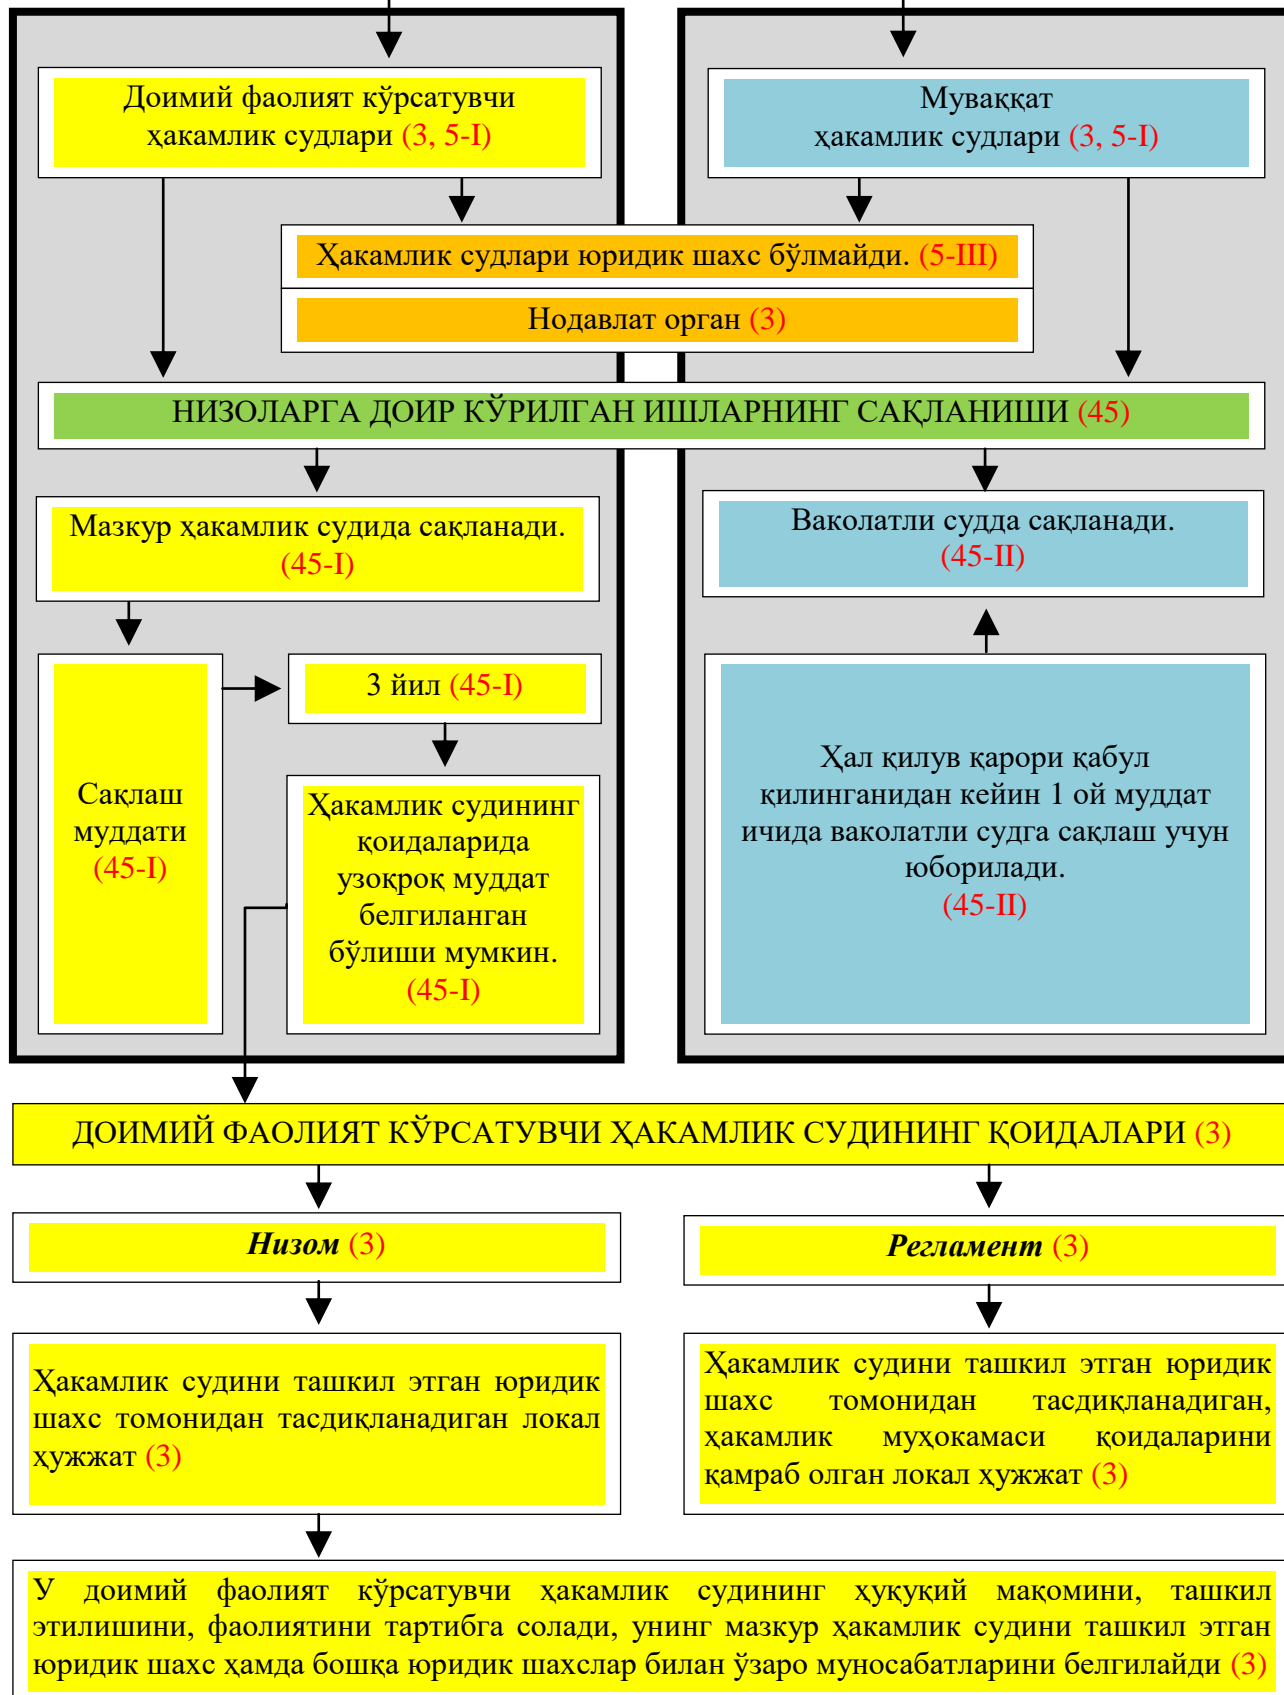 Доимий фаолият кўрсатувчи
ҳакамлик судлари (3, 5-I)
Муваққат
ҳакамлик судлари (3, 5-I)
Ҳакамлик судлари юридик шахс бўлмайди. (5-III)
Нодавлат орган (3)
НИЗОЛАРГА ДОИР КЎРИЛГАН ИШЛАРНИНГ САҚЛАНИШИ (45)
Мазкур ҳакамлик судида сақланади.
(45-I)
Ваколатли судда сақланади.
(45-II)
Сақлаш
муддати
(45-I)
3 йил (45-I)
Ҳакамлик судининг
қоидаларида
узоқроқ муддат
белгиланган
бўлиши мумкин.
(45-I)
Ҳал қилув қарори қабул
қилинганидан кейин 1 ой муддат
ичида ваколатли судга сақлаш учун
юборилади.
(45-II)
ДОИМИЙ ФАОЛИЯТ КЎРСАТУВЧИ ҲАКАМЛИК СУДИНИНГ ҚОИДАЛАРИ (3)
Низом (3)
Регламент (3)
Ҳакамлик судини ташкил этган юридик
шахс томонидан тасдиқланадиган локал
ҳужжат (3)
Ҳакамлик судини ташкил этган юридик
шахс томонидан тасдиқланадиган,
ҳакамлик муҳокамаси қоидаларини
қамраб олган локал ҳужжат (3)
У доимий фаолият кўрсатувчи ҳакамлик судининг ҳуқуқий мақомини, ташкил
этилишини, фаолиятини тартибга солади, унинг мазкур ҳакамлик судини ташкил этган
юридик шахс ҳамда бошқа юридик шахслар билан ўзаро муносабатларини белгилайди (3)